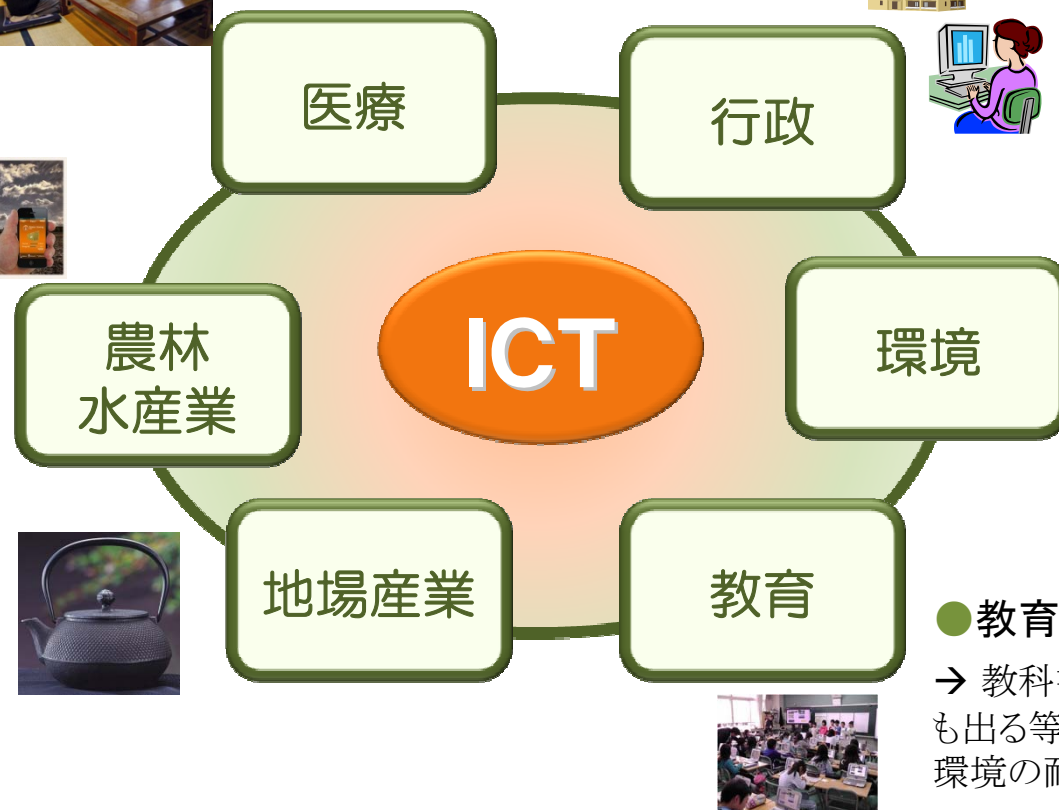 医療
行政
農林
水産業
ICT
環境
地場産業
教育
●教育
→ 教科
も出る等
環境の